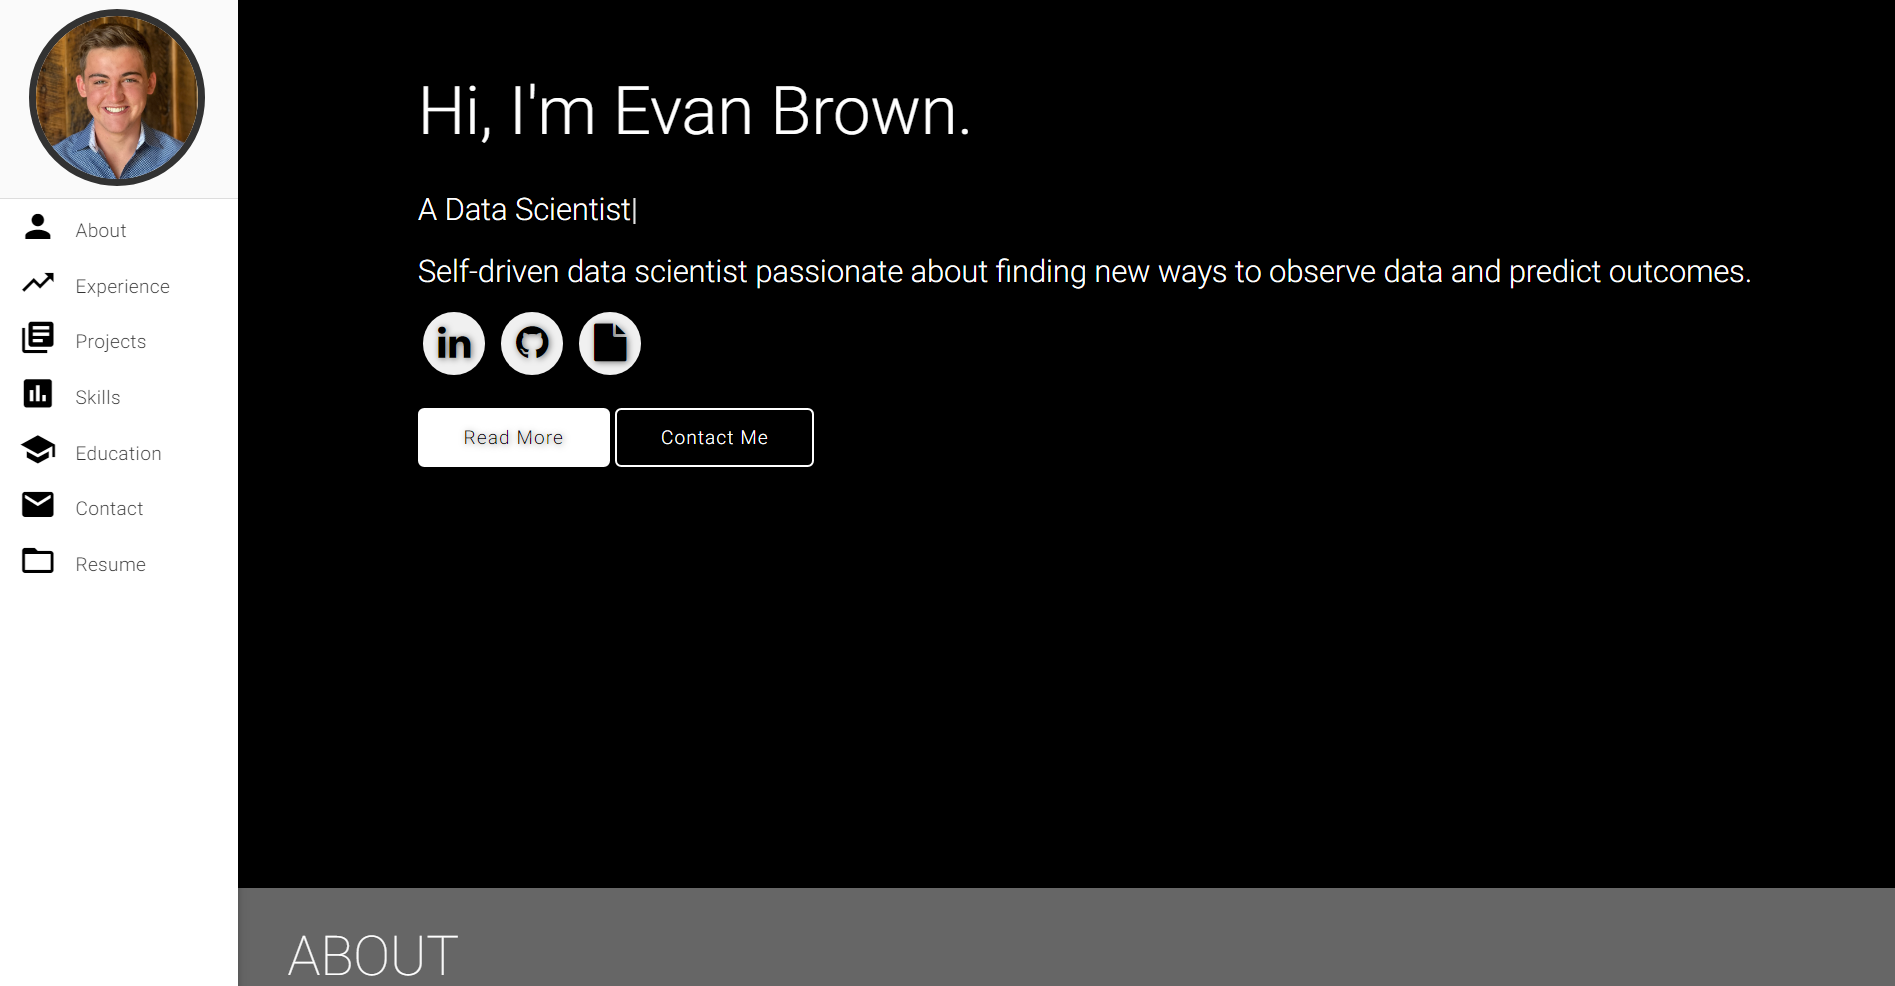 About
Experience
Projects
Skills
Education
Contact
Resume
Hi, I'm Evan Brown.
A Data Scientist|
Self-driven data scientist passionate about finding new ways to observe data and predict outcomes.
in
Read More
Contact Me
ABOUT